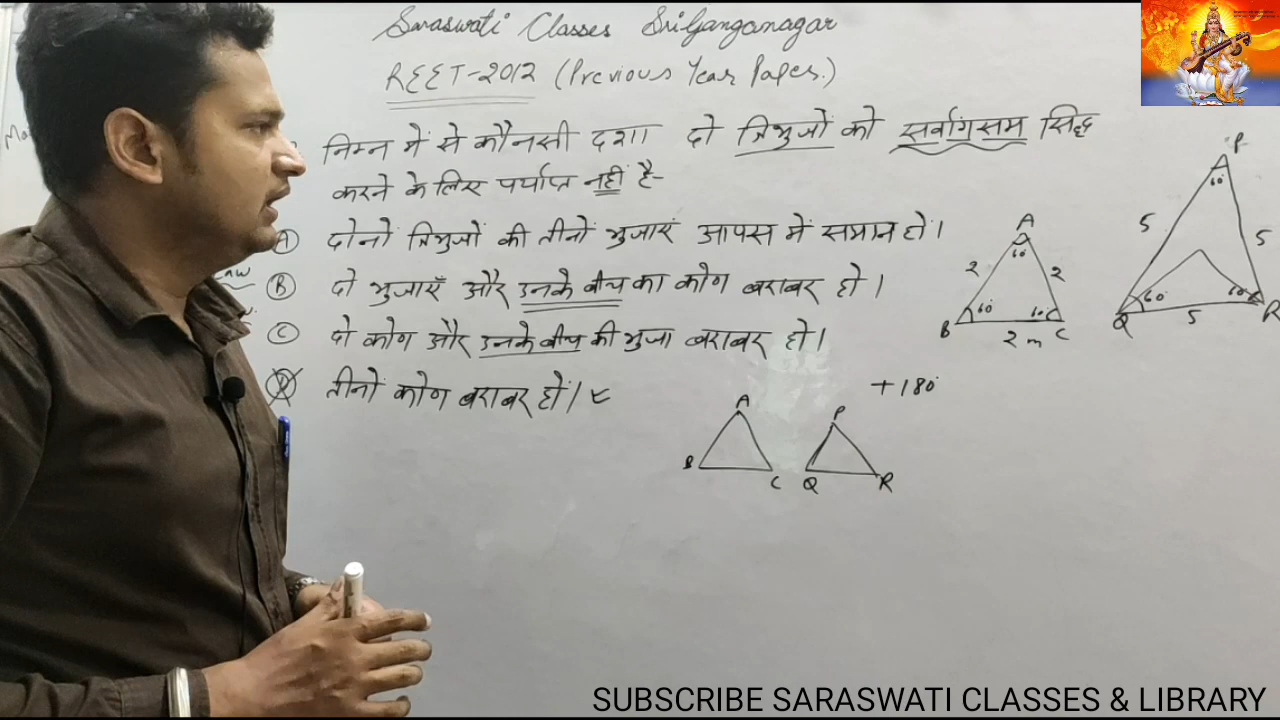 Saraswati Classes SriGanganagar
REET-2012 (Previous Year Paper.)
निम्न में से कौनसी दशा दो त्रिभुजों को सर्वांगसम सिद्ध
करने के लिए पर्याप्त नहीं है-
A दोनों त्रिभुजों की तीनों भुजाएं आपस में समान हो।
B दो भुजाएँ और उनके बीच का कोण बराबर हो।
C दो कोण और उनके बीच की भुजा बराबर हो।
D तीनों कोण बराबर हो।
+180°
A
60°
2
2
B
60°
60°
C
2 m
P
60°
5
5
Q
60°
60°
R
5
A
B
C
P
Q
R
SUBSCRIBE SARASWATI CLASSES & LIBRARY